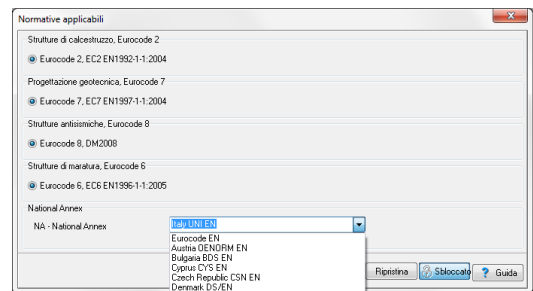 Normative applicabili
Strutture di calcestruzzo, Eurocode 2
Eurocode 2, EC2 EN1992-1-1:2004
Progettazione geotecnica, Eurocode 7
Eurocode 7, EC7 EN1997-1-1:2004
Strutture antisismiche, Eurocode 8
Eurocode 8, DM2008
Strutture di maratura, Eurocode 6
Eurocode 6, EC6 EN1996-1-1:2005
National Annex
NA - National Annex Italy UNI EN
Eurocode EN
Austria OENORM EN
Bulgaria BDS EN
Cyprus CYS EN
Czech Republic CSN EN
Denmark DS/EN
Ripristina Sbloccato ? Guida